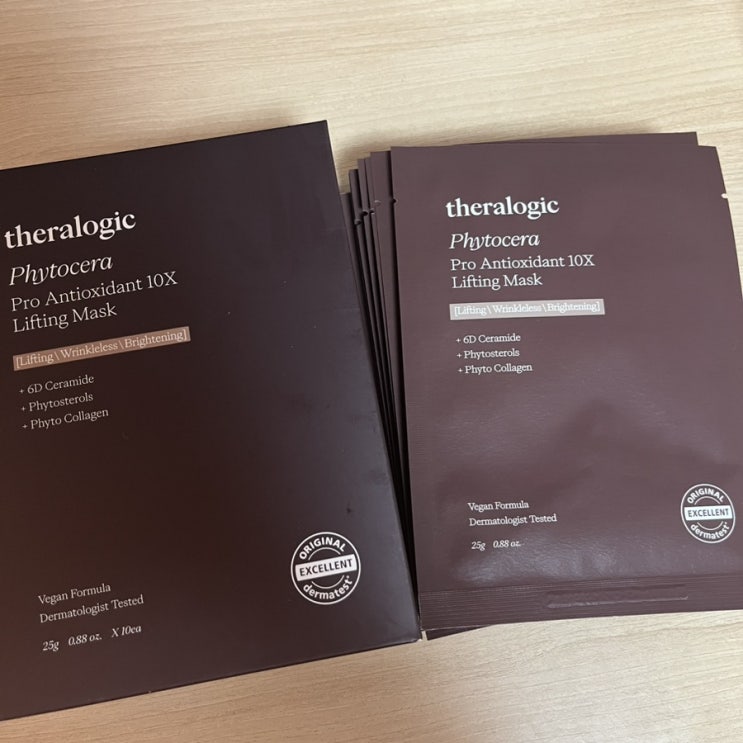 theralogic
Phytocera
Pro Antioxidant 10X
Lifting Mask
[Lifting \ Wrinkleless \ Brightening]
+ 6D Ceramide
+ Phytosterols
+ Phyto Collagen
Vegan Formula
Dermatologist Tested
25g 0.88 oz. X 10ea
ORIGINAL
EXCELLENT
dermatest®
theralogic
Phytocera
Pro Antioxidant 10X
Lifting Mask
[Lifting \ Wrinkleless \ Brightening]
+ 6D Ceramide
+ Phytosterols
+ Phyto Collagen
Vegan Formula
Dermatologist Tested
25g 0.88 oz.
ORIGINAL
EXCELLENT
dermatest®